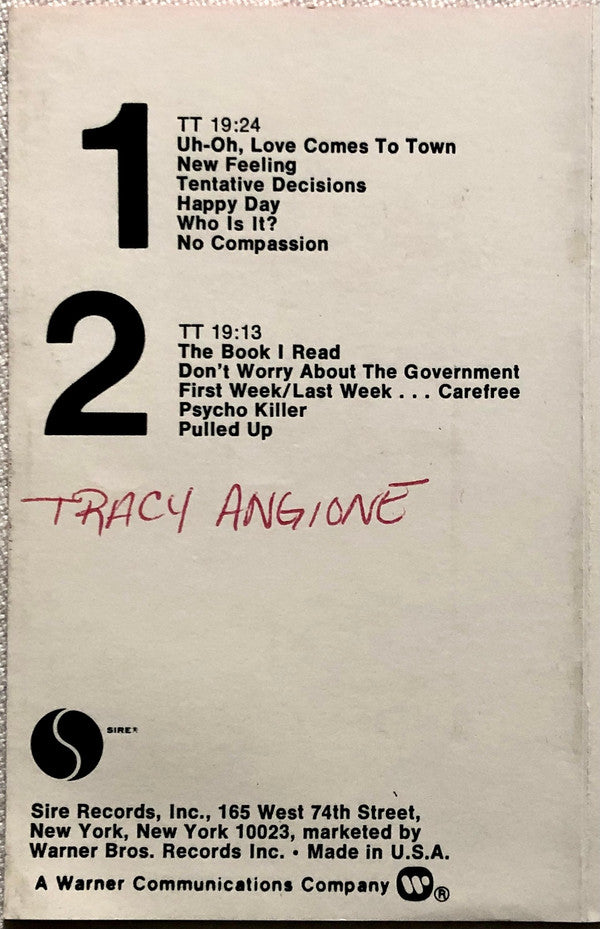 1
TT 19:24
Uh-Oh, Love Comes To Town
New Feeling
Tentative Decisions
Happy Day
Who Is It?
No Compassion
2
TT 19:13
The Book I Read
Don't Worry About The Government
First Week/Last Week . . . Carefree
Psycho Killer
Pulled Up
TRACY ANGIONE
SIRE
Sire Records, Inc., 165 West 74th Street,
New York, New York 10023, marketed by
Warner Bros. Records Inc. • Made in U.S.A.
A Warner Communications Company ®